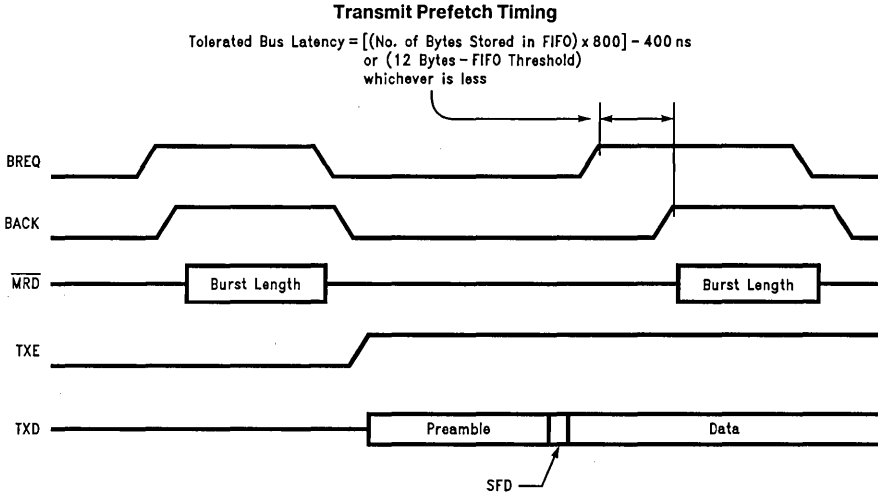 Transmit Prefetch Timing
Tolerated Bus Latency = [(No. of Bytes Stored in FIFO) x 800] – 400 ns
or (12 Bytes – FIFO Threshold)
whichever is less
BREQ
BACK
MRD
Burst Length
Burst Length
TXE
TXD
Preamble
Data
SFD